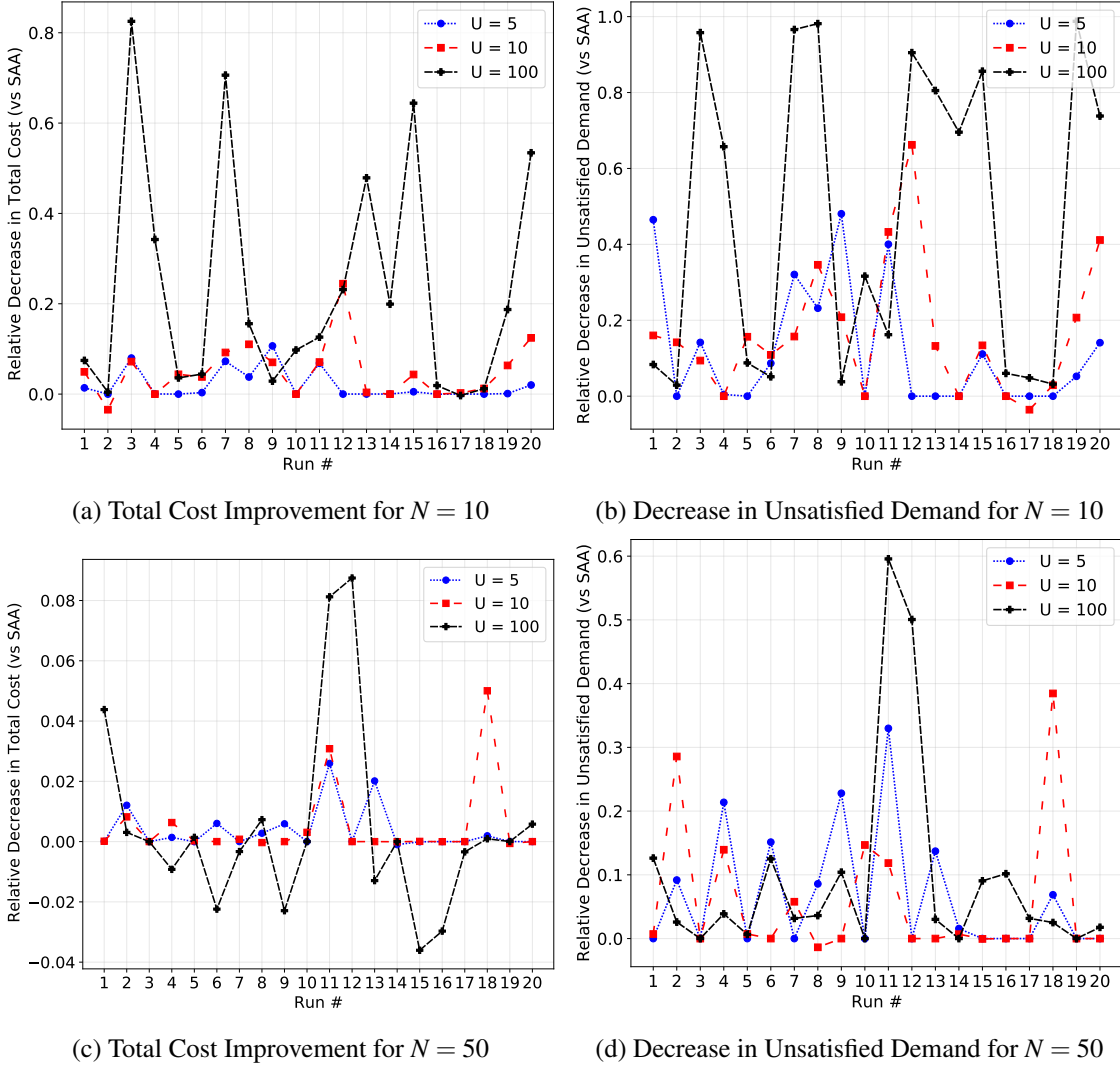 Relative Decrease in Total Cost (vs SAA)
0.8
0.6
0.4
0.2
0.0
U = 5
U = 10
U = 100
1 2 3 4 5 6 7 8 9 10 11 12 13 14 15 16 17 18 19 20
Run #
(a) Total Cost Improvement for N = 10
Relative Decrease in Unsatisfied Demand (vs SAA)
1.0
0.8
0.6
0.4
0.2
0.0
U = 5
U = 10
U = 100
1 2 3 4 5 6 7 8 9 10 11 12 13 14 15 16 17 18 19 20
Run #
(b) Decrease in Unsatisfied Demand for N = 10
Relative Decrease in Total Cost (vs SAA)
0.08
0.06
0.04
0.02
0.00
−0.02
−0.04
U = 5
U = 10
U = 100
1 2 3 4 5 6 7 8 9 10 11 12 13 14 15 16 17 18 19 20
Run #
(c) Total Cost Improvement for N = 50
Relative Decrease in Unsatisfied Demand (vs SAA)
0.6
0.5
0.4
0.3
0.2
0.1
0.0
U = 5
U = 10
U = 100
1 2 3 4 5 6 7 8 9 10 11 12 13 14 15 16 17 18 19 20
Run #
(d) Decrease in Unsatisfied Demand for N = 50